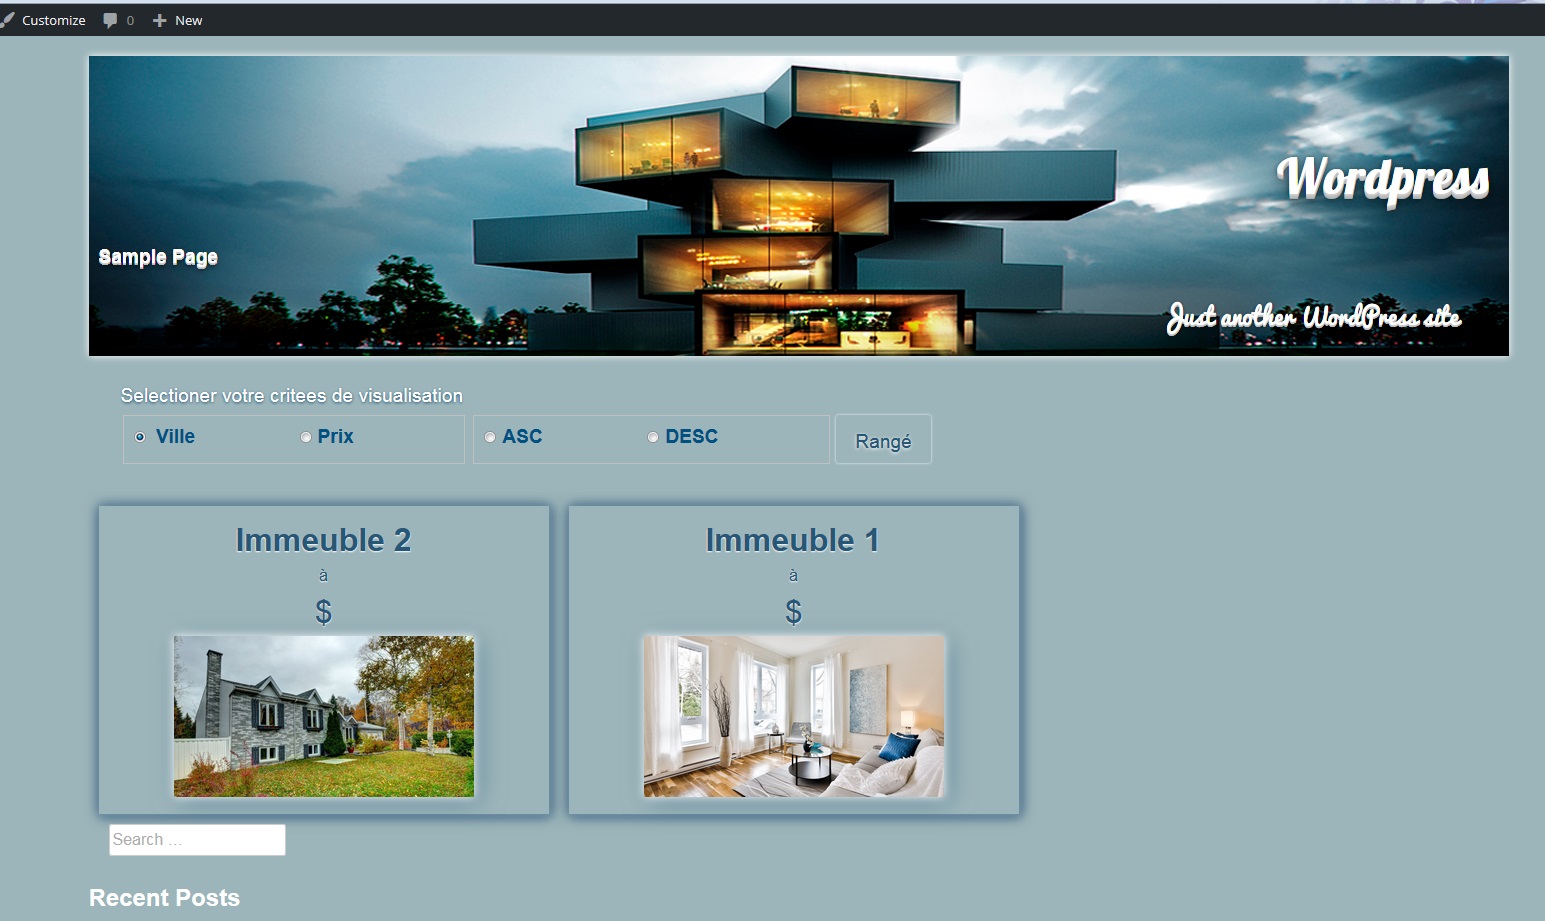 Customize 0 New
Wordpress
Sample Page
Just another WordPress site
Selectioner votre critees de visualisation
Ville Prix ASC DESC Rangé
Immeuble 2
à
$
Immeuble 1
à
$
Search ...
Recent Posts